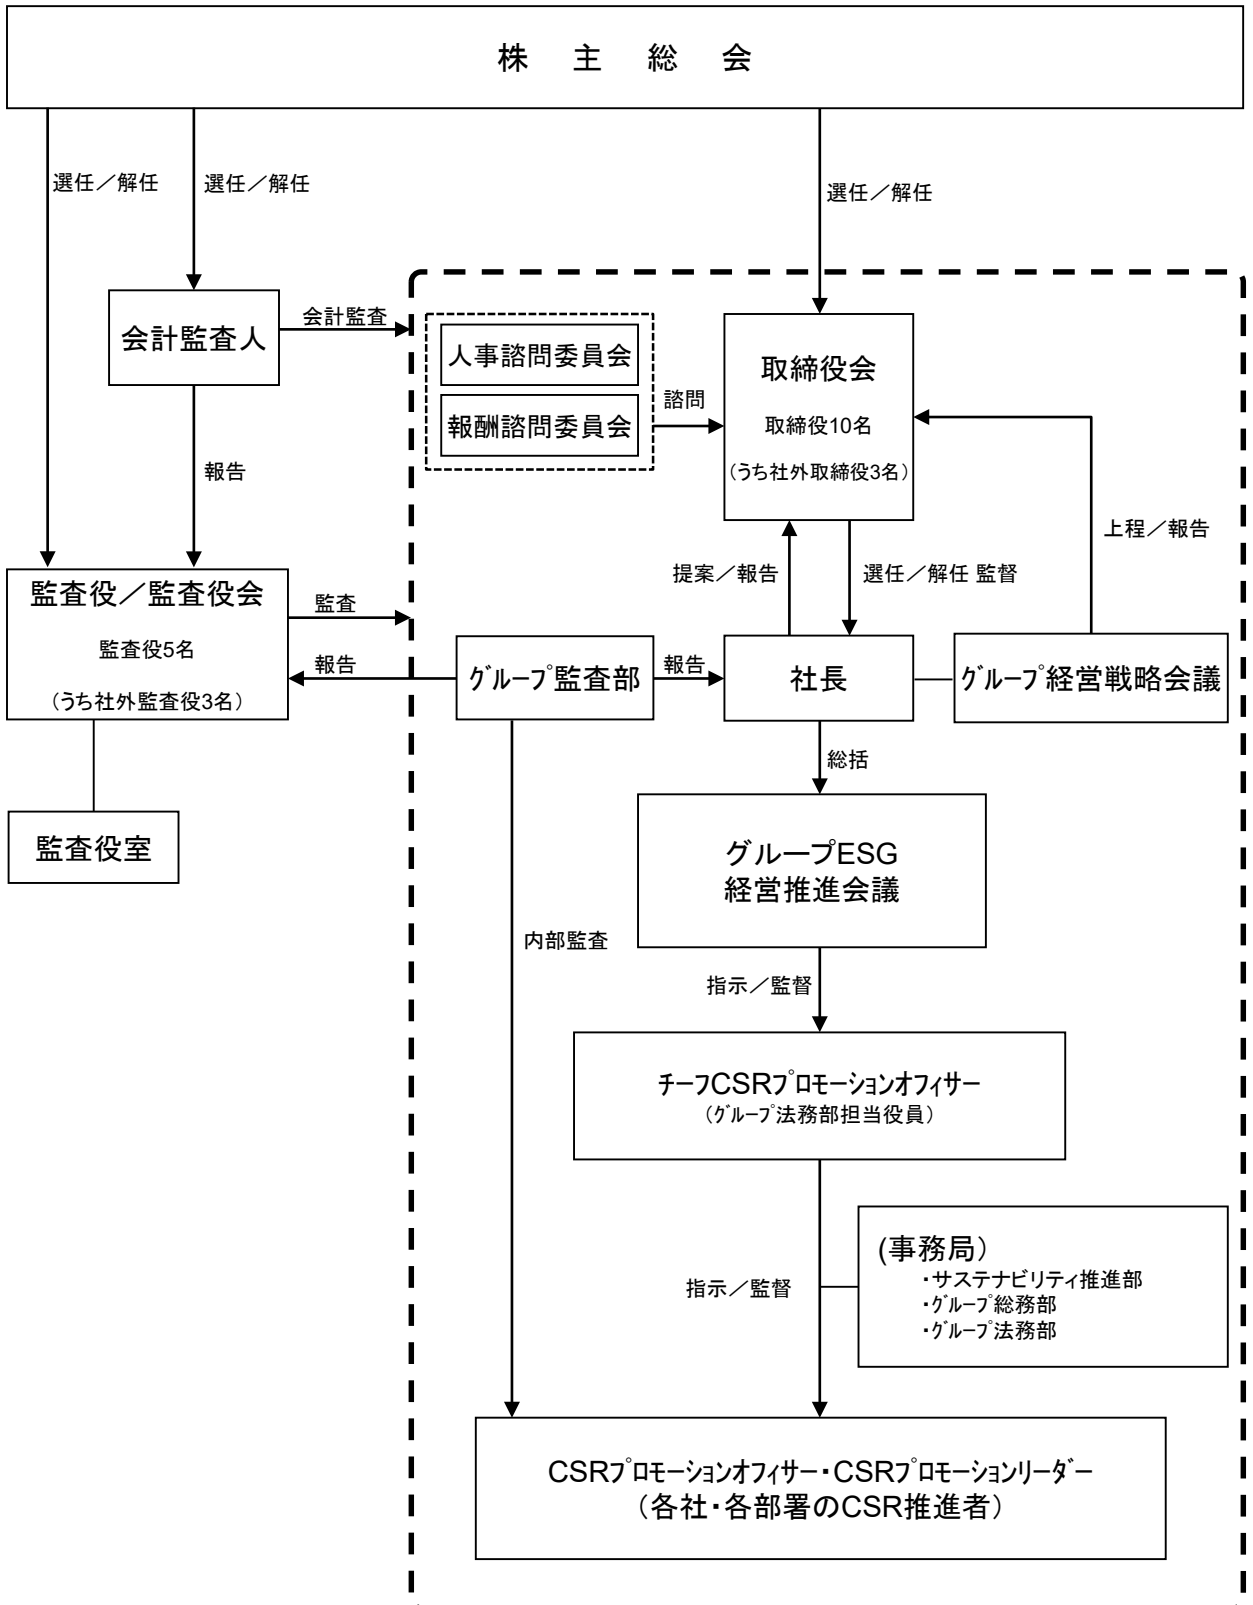 株 主 総 会
選任／解任
選任／解任
選任／解任
会計監査人
会計監査
人事諮問委員会
報酬諮問委員会
諮問
取締役会
取締役10名
（うち社外取締役3名）
報告
上程／報告
提案／報告
選任／解任 監督
監査役／監査役会
監査役5名
（うち社外監査役3名）
監査
報告
ｸﾞﾙｰﾌﾟ監査部
報告
社長
ｸﾞﾙｰﾌﾟ経営戦略会議
総括
監査役室
グループESG
経営推進会議
内部監査
指示／監督
ﾁｰﾌCSRﾌﾟﾛﾓｰｼｮﾝｵﾌｨｻｰ
（ｸﾞﾙｰﾌﾟ法務部担当役員）
指示／監督
(事務局）
・ｻｽﾃﾅﾋﾞﾘﾃｨ推進部
・ｸﾞﾙｰﾌﾟ総務部
・ｸﾞﾙｰﾌﾟ法務部
CSRﾌﾟﾛﾓｰｼｮﾝｵﾌｨｻｰ・CSRﾌﾟﾛﾓｰｼｮﾝﾘｰﾀﾞｰ
（各社・各部署のCSR推進者）